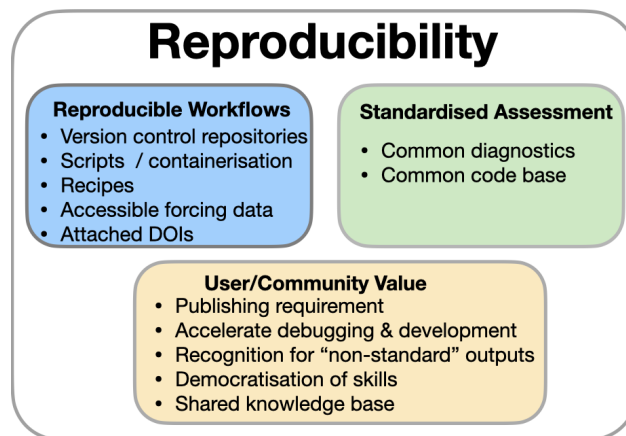 Reproducibility
Reproducible Workflows
• Version control repositories
• Scripts / containerisation
• Recipes
• Accessible forcing data
• Attached DOIs
Standardised Assessment
• Common diagnostics
• Common code base
User/Community Value
• Publishing requirement
• Accelerate debugging & development
• Recognition for “non-standard” outputs
• Democratisation of skills
• Shared knowledge base